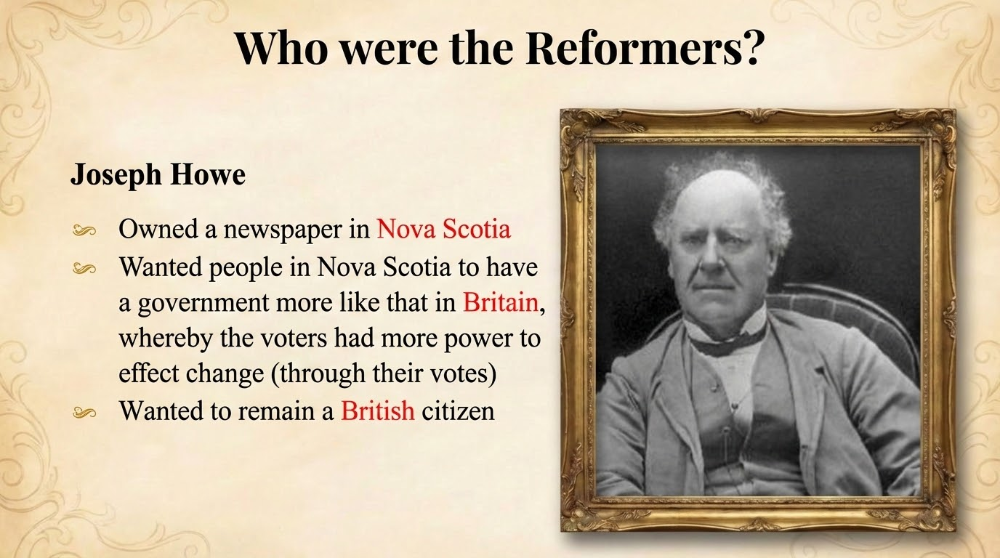 Who were the Reformers?
Joseph Howe
Owned a newspaper in Nova Scotia
Wanted people in Nova Scotia to have
a government more like that in Britain,
whereby the voters had more power to
effect change (through their votes)
Wanted to remain a British citizen